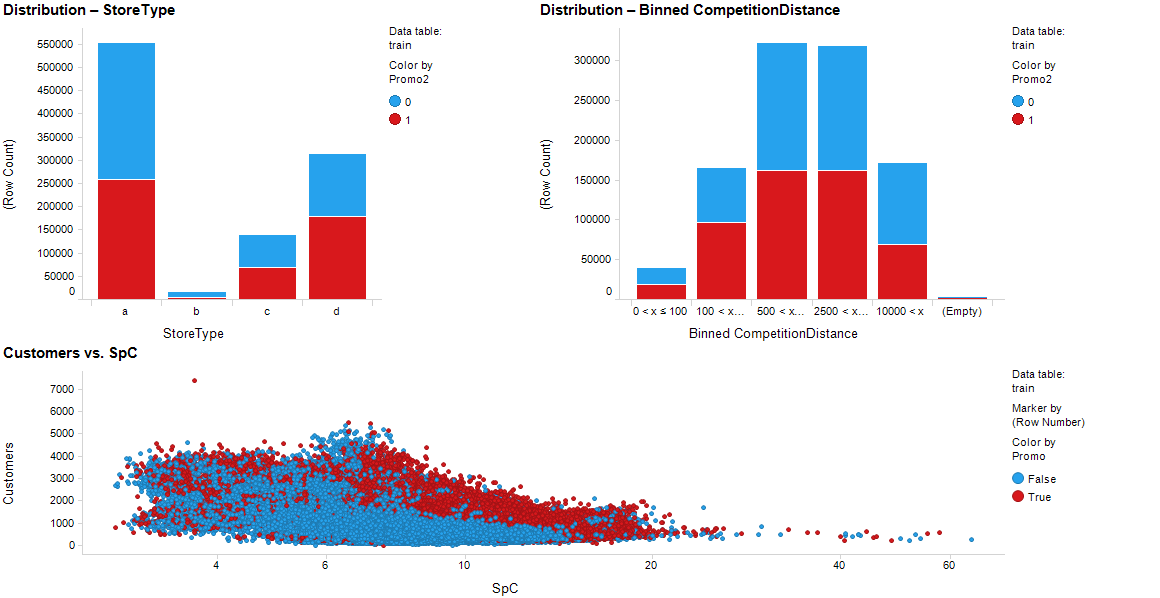 Distribution – StoreType
550000
500000
450000
400000
350000
300000
250000
200000
150000
100000
50000
0
(Row Count)
a b c d
StoreType
Data table:
train
Color by
Promo2
0
1
Distribution – Binned CompetitionDistance
300000
250000
200000
150000
100000
50000
0
(Row Count)
0 < x ≤ 100 100 < x... 500 < x... 2500 < x... 10000 < x (Empty)
Binned CompetitionDistance
Data table:
train
Color by
Promo2
0
1
Customers vs. SpC
7000
6000
5000
4000
3000
2000
1000
0
Customers
4 6 10 20 40 60
SpC
Data table:
train
Marker by
(Row Number)
Color by
Promo
False
True